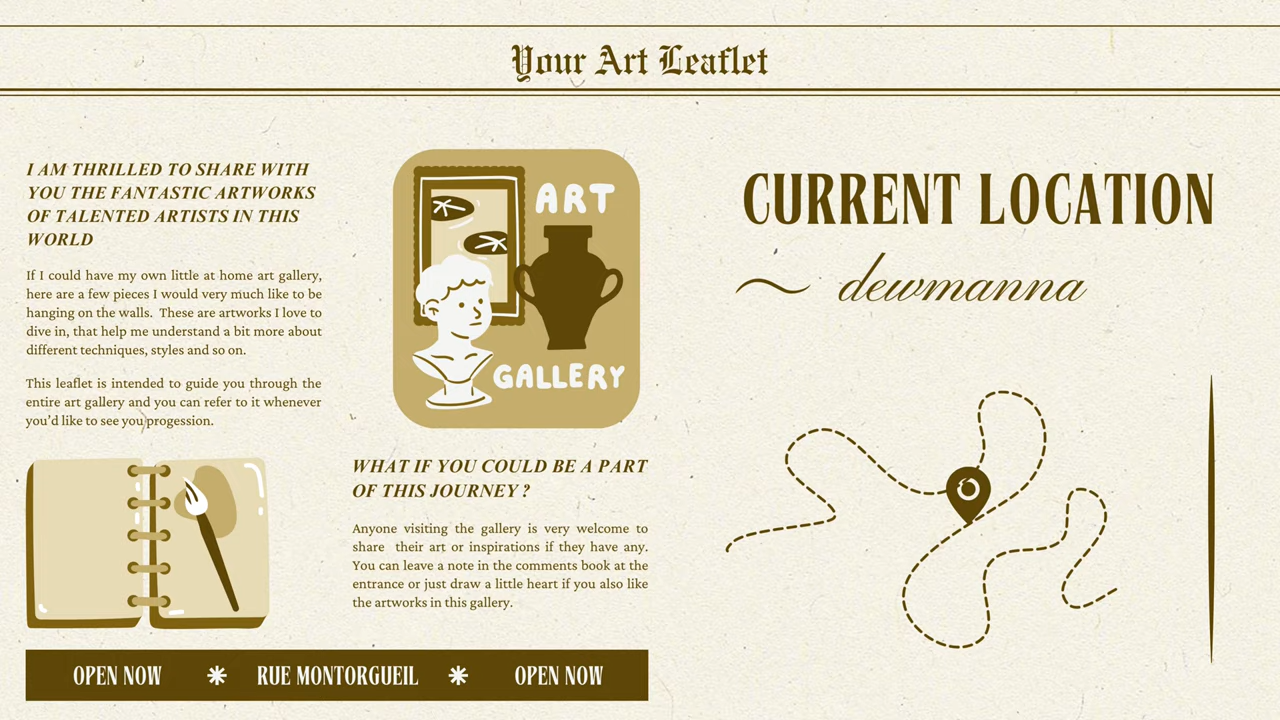 Your Art Leaflet
I AM THRILLED TO SHARE WITH
YOU THE FANTASTIC ARTWORKS
OF TALENTED ARTISTS IN THIS
WORLD
If I could have my own little at home art gallery,
here are a few pieces I would very much like to be
hanging on the walls. These are artworks I love to
dive in, that help me understand a bit more about
different techniques, styles and so on.
This leaflet is intended to guide you through the
entire art gallery and you can refer to it whenever
you'd like to see you progession.
ART
GALLERY
WHAT IF YOU COULD BE A PART
OF THIS JOURNEY ?
Anyone visiting the gallery is very welcome to
share their art or inspirations if they have any.
You can leave a note in the comments book at the
entrance or just draw a little heart if you also like
the artworks in this gallery.
OPEN NOW * RUE MONTORGUEIL * OPEN NOW
CURRENT LOCATION
~ dewmanna